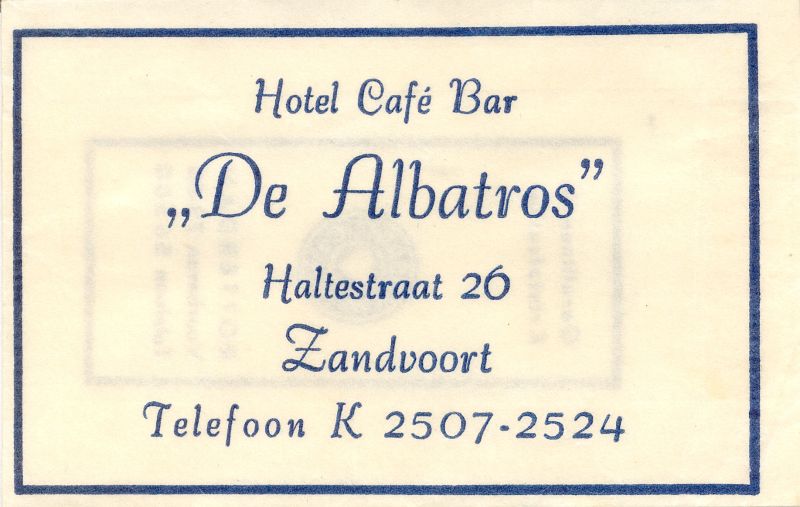 Hotel Café Bar
„De Albatros”
Haltestraat 26
Zandvoort
Telefoon K 2507-2524